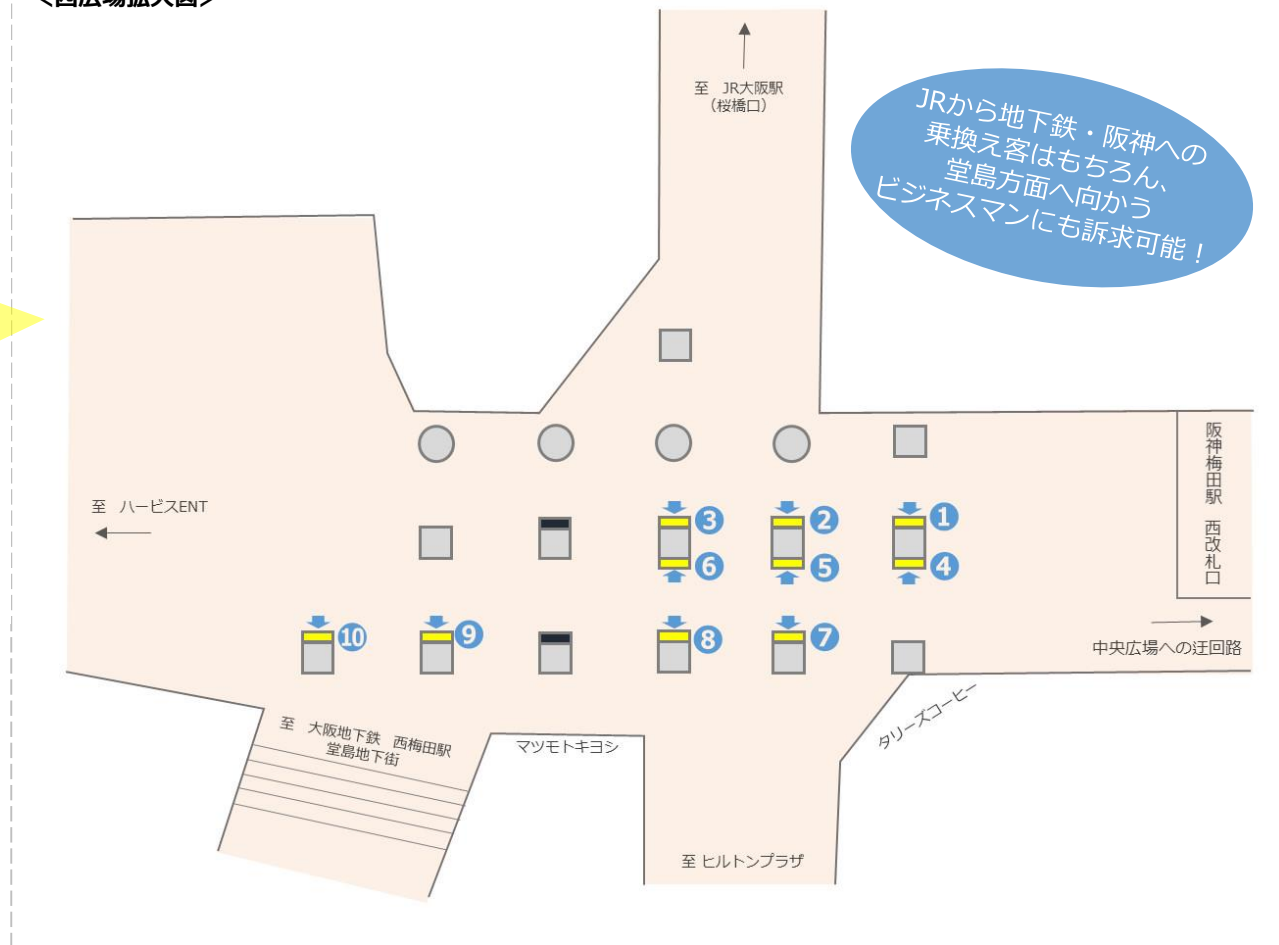 <西広場拡大図>
至 JR大阪駅
（桜橋口）
JRから地下鉄・阪神への
乗換え客はもちろん、
堂島方面へ向かう
ビジネスマンにも訴求可能！
阪神梅田駅 西改札口
至 ハービスENT
3
2
1
6
5
4
10
9
8
7
中央広場への迂回路
タリーズコーヒー
至 大阪地下鉄 西梅田駅
堂島地下街
マツモトキヨシ
至 ヒルトンプラザ